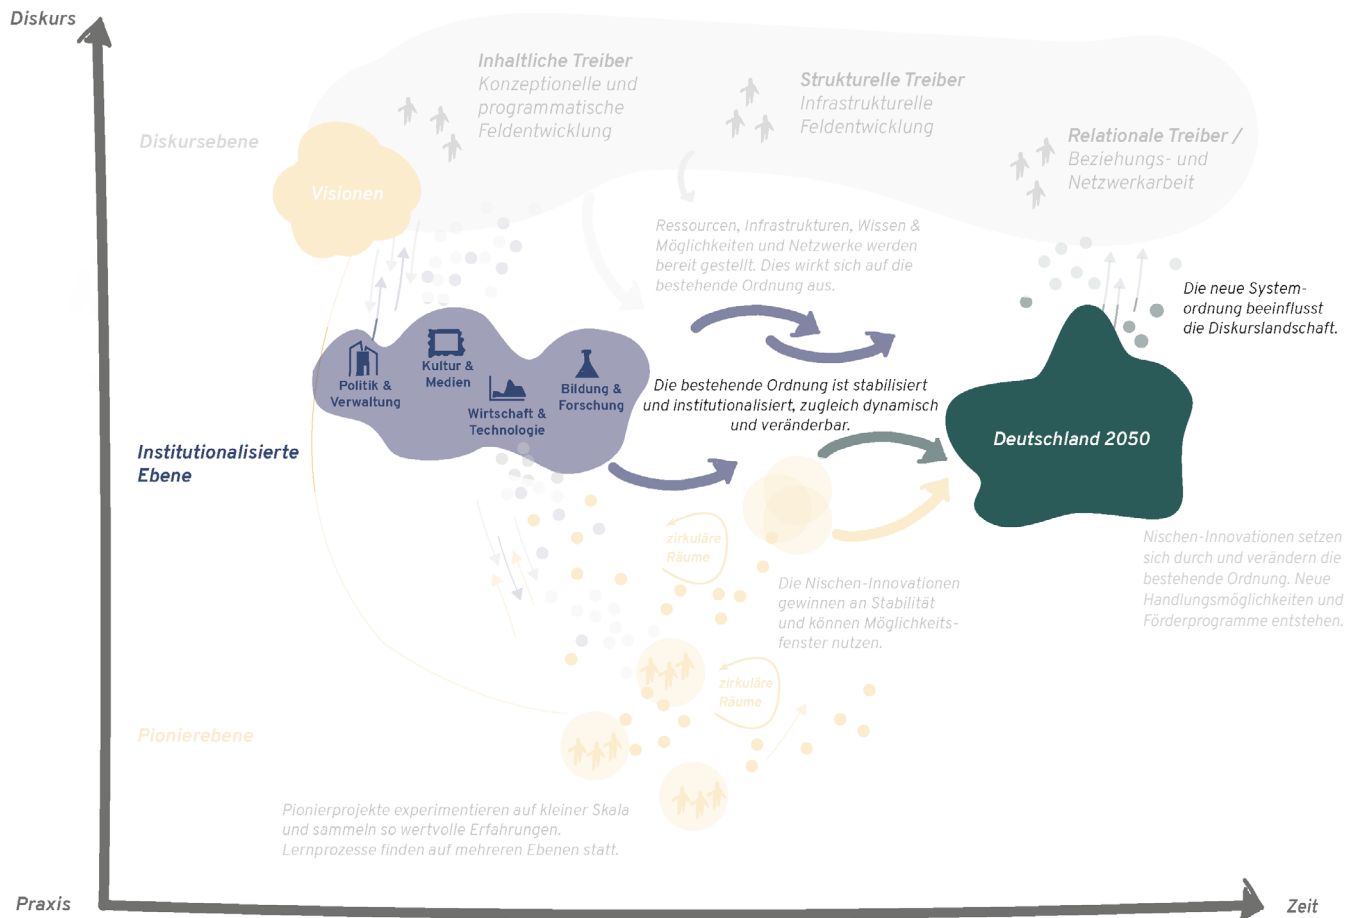 Diskurs
Inhaltliche Treiber
Konzeptionelle und
programmatische
Feldentwicklung
Strukturelle Treiber
Infrastrukturelle
Feldentwicklung
Relationale Treiber /
Beziehungs- und
Netzwerkarbeit
Diskursebene
Visionen
Ressourcen, Infrastrukturen, Wissen &
Möglichkeiten und Netzwerke werden
bereit gestellt. Dies wirkt sich auf die
bestehende Ordnung aus.
Die neue System-
ordnung beeinflusst
die Diskurslandschaft.
Politik &
Verwaltung
Kultur &
Medien
Wirtschaft &
Technologie
Bildung &
Forschung
Die bestehende Ordnung ist stabilisiert
und institutionalisiert, zugleich dynamisch
und veränderbar.
Deutschland 2050
Institutionalisierte
Ebene
zirkuläre
Räume
Nischen-Innovationen setzen
sich durch und verändern die
bestehende Ordnung. Neue
Handlungsmöglichkeiten und
Förderprogramme entstehen.
Die Nischen-Innovationen
gewinnen an Stabilität
und können Möglichkeits-
fenster nutzen.
zirkuläre
Räume
Pionierebene
Pionierprojekte experimentieren auf kleiner Skala
und sammeln so wertvolle Erfahrungen.
Lernprozesse finden auf mehreren Ebenen statt.
Praxis
Zeit